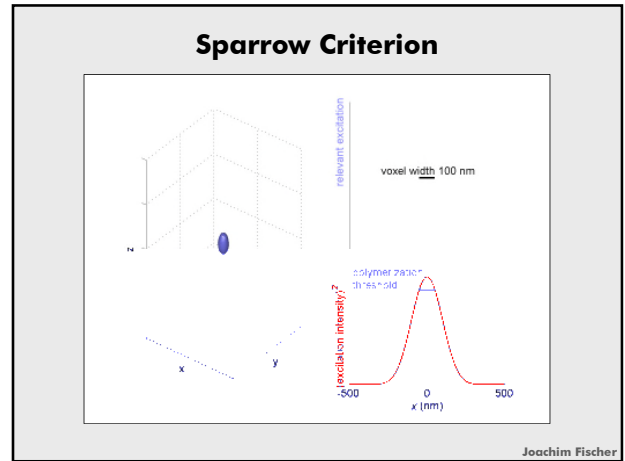 Sparrow Criterion
relevant excitation
voxel width 100 nm
z
x
y
polymerization
threshold
(excitation intensity)²
-500
0
500
x (nm)
Joachim Fischer